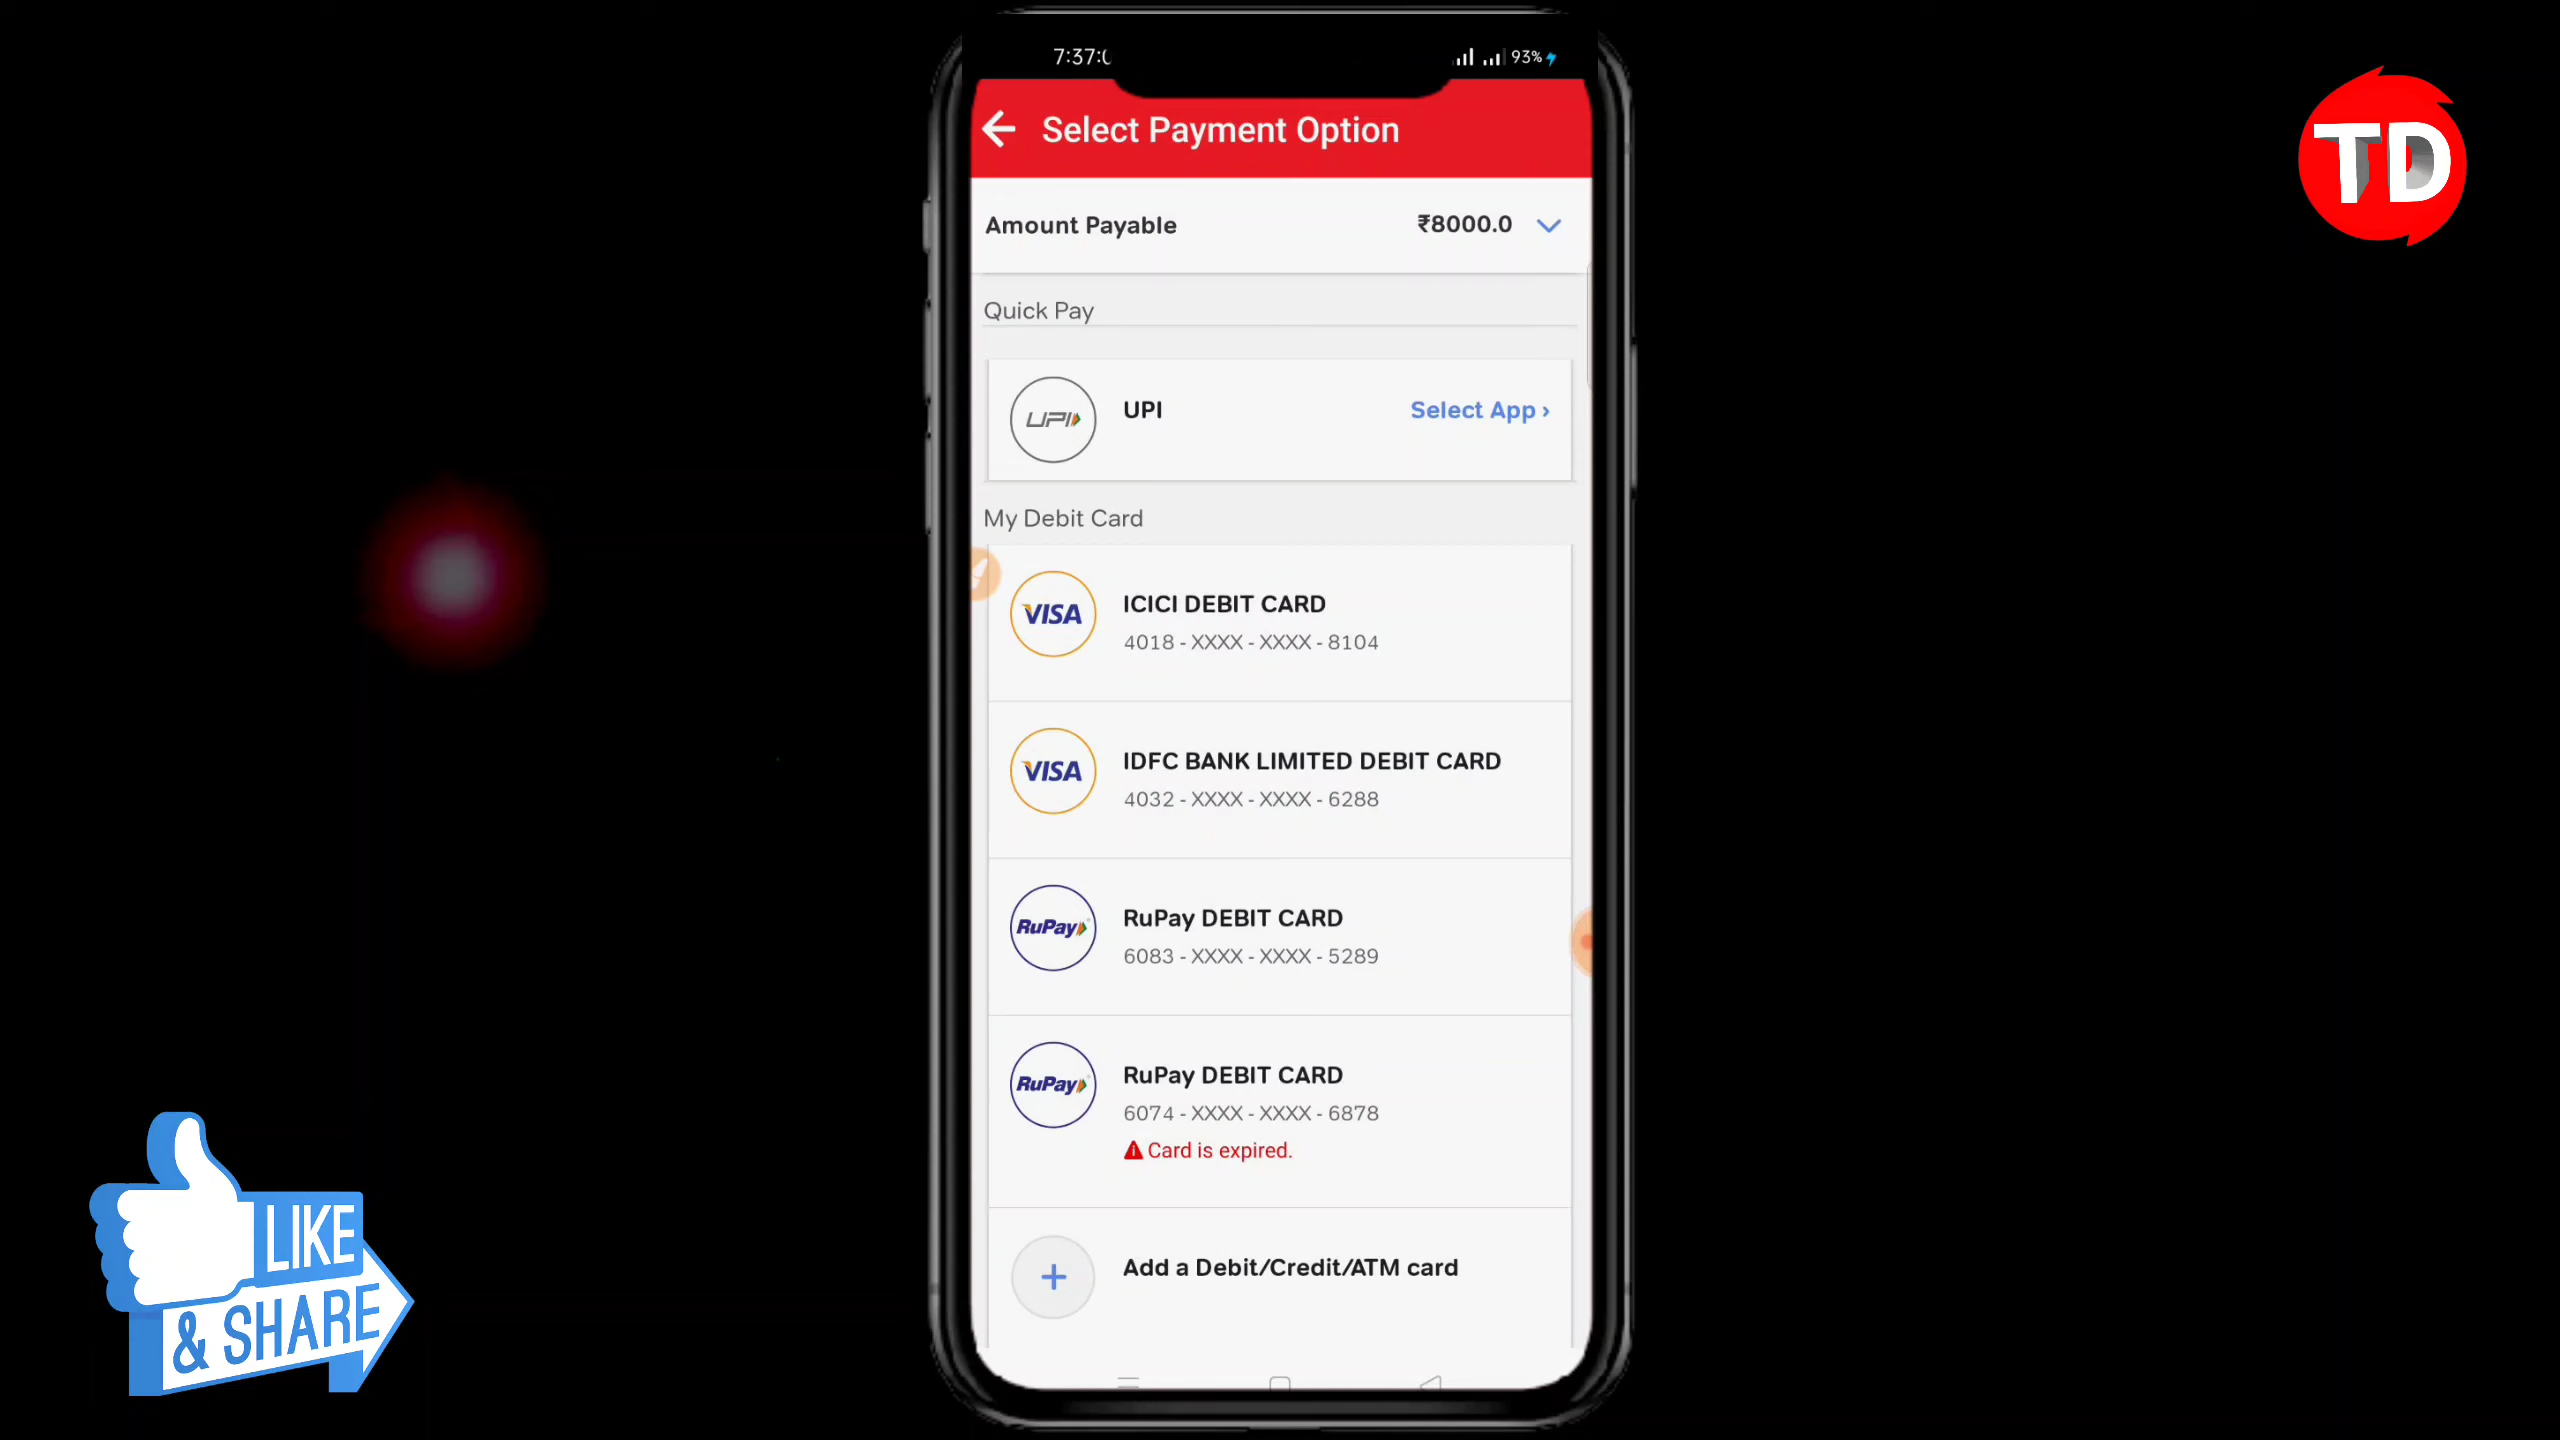 7:37:0
93%
Select Payment Option
TD
Amount Payable ₹8000.0
Quick Pay
UPI
UPI Select App ›
My Debit Card
VISA
ICICI DEBIT CARD
4018 - XXXX - XXXX - 8104
VISA
IDFC BANK LIMITED DEBIT CARD
4032 - XXXX - XXXX - 6288
RuPay
RuPay DEBIT CARD
6083 - XXXX - XXXX - 5289
RuPay
RuPay DEBIT CARD
6074 - XXXX - XXXX - 6878
Card is expired.
Add a Debit/Credit/ATM card
LIKE
& SHARE